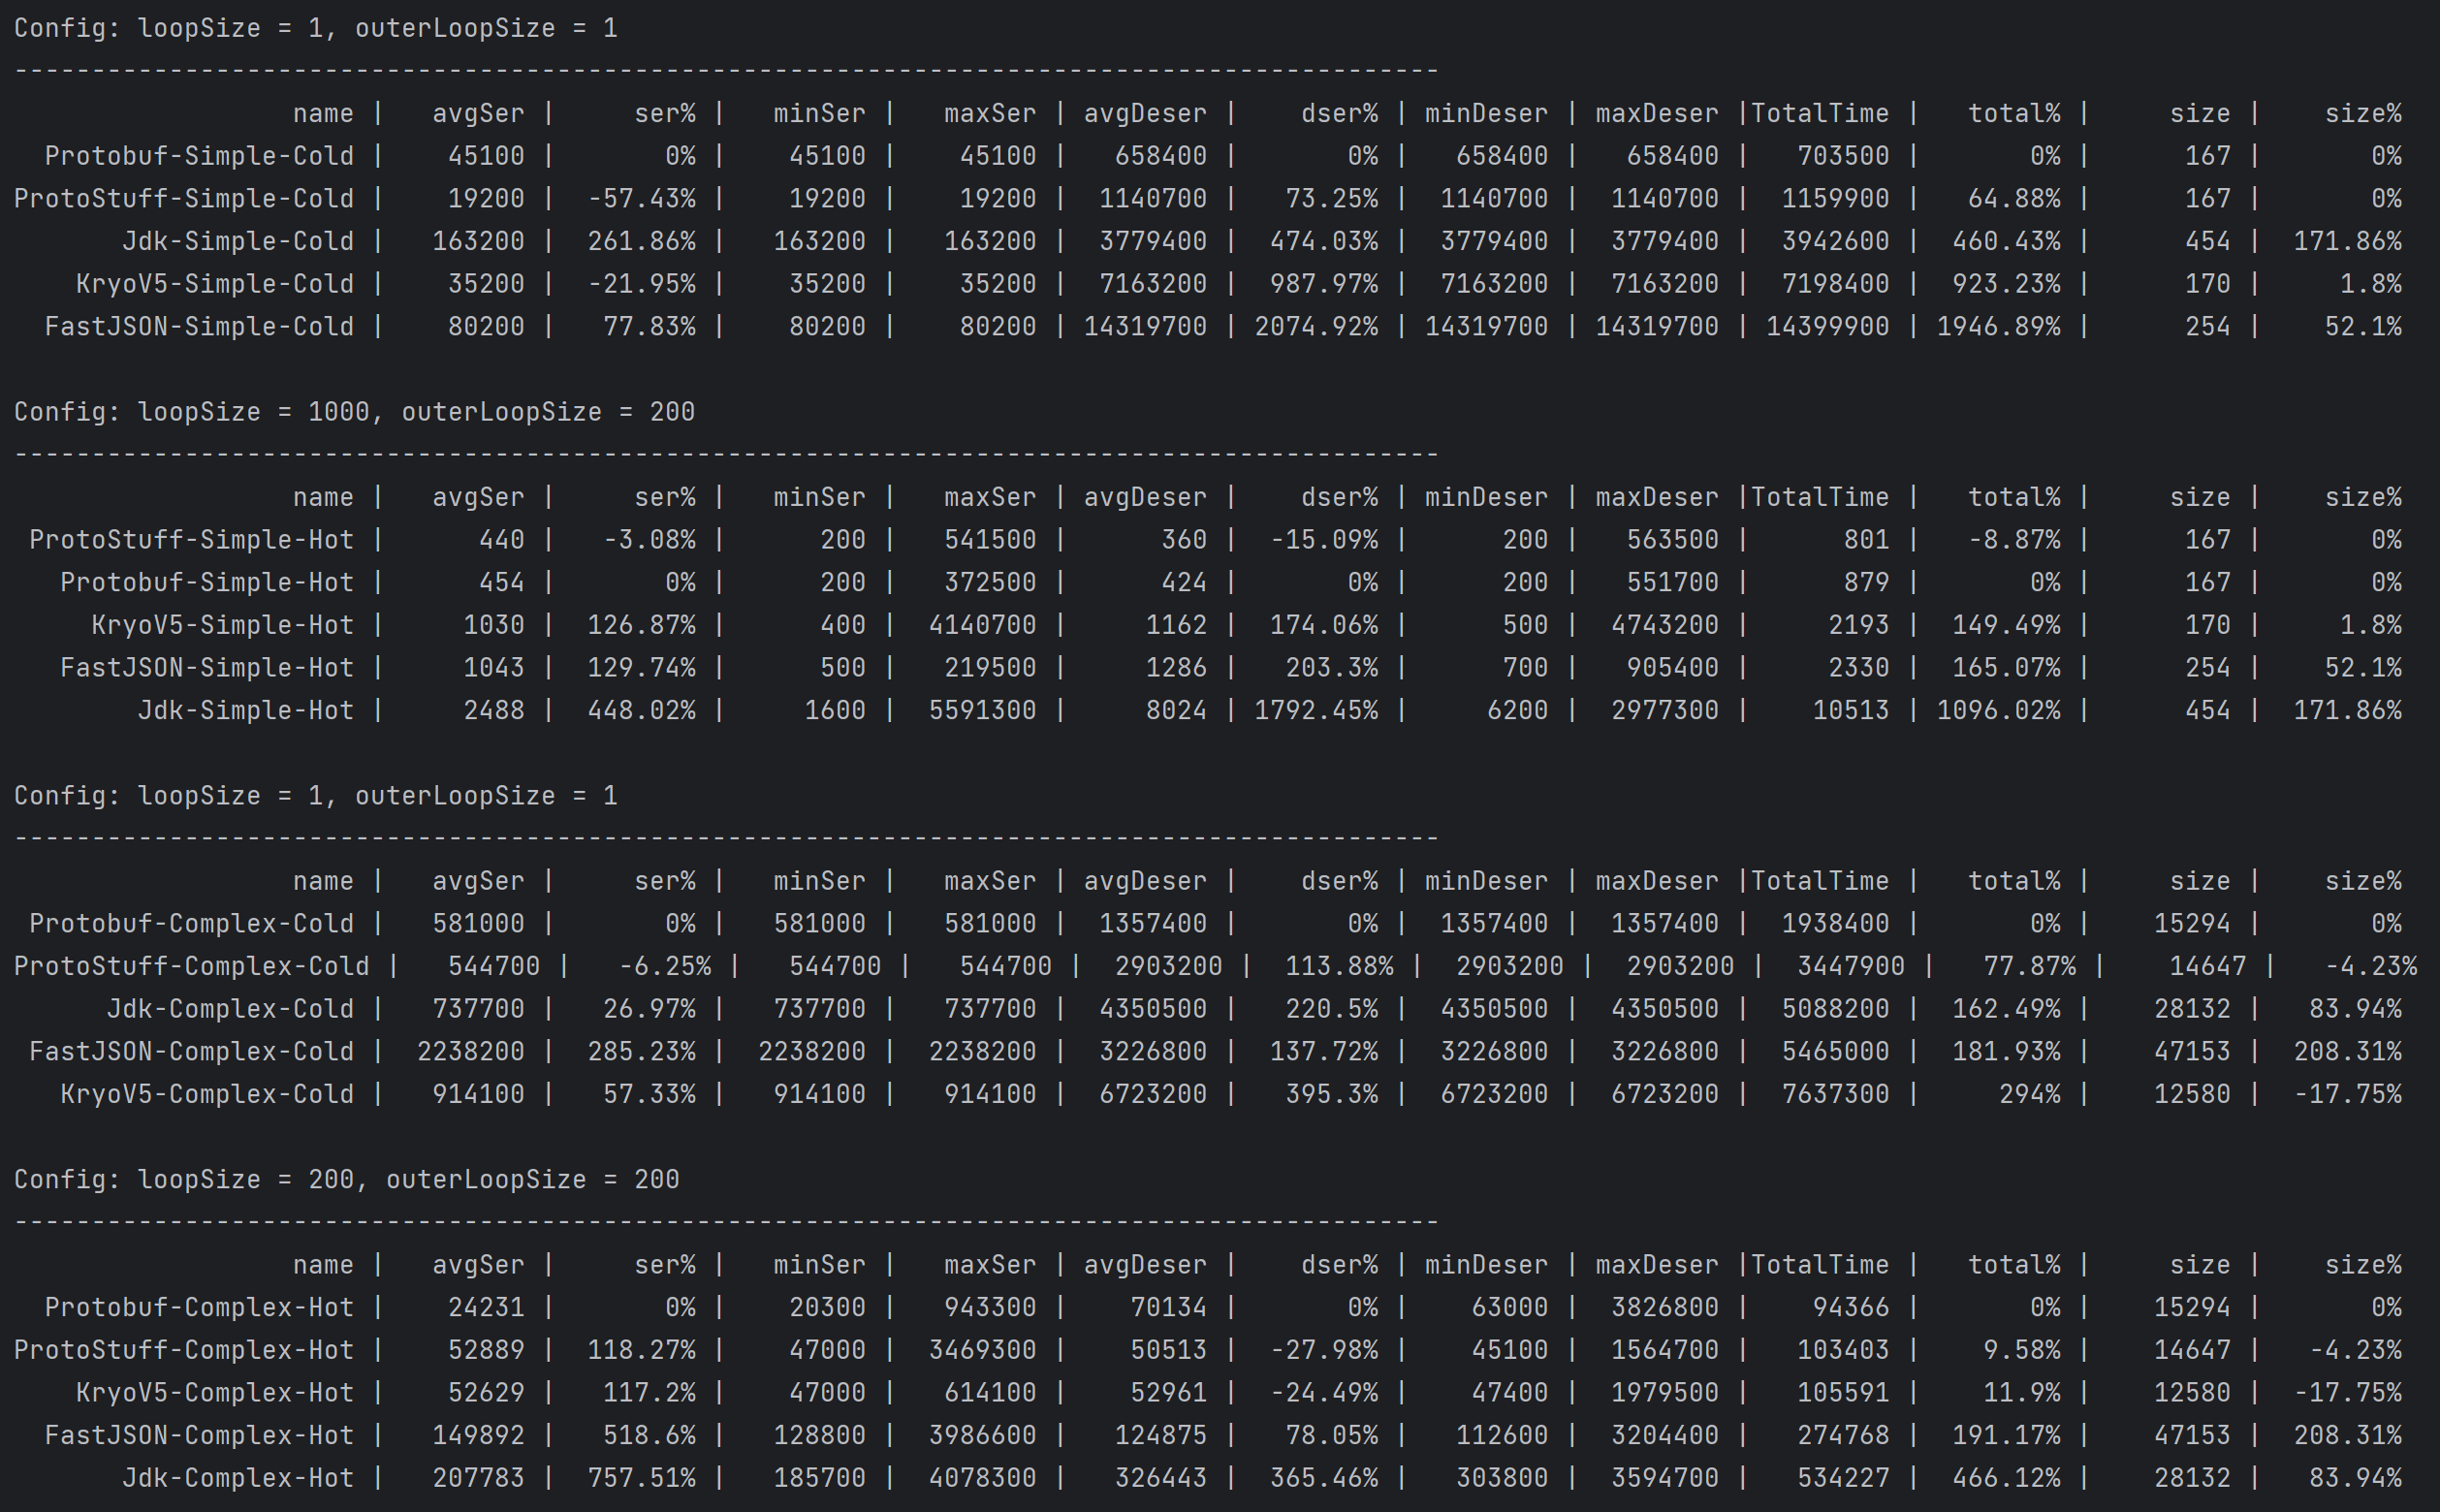 Config: loopSize = 1, outerLoopSize = 1
--------------------------------------------------------------------------------------------
name | avgSer | ser% | minSer | maxSer | avgDeser | dser% | minDeser | maxDeser |TotalTime | total% | size | size%
Protobuf-Simple-Cold | 45100 | 0% | 45100 | 45100 | 658400 | 0% | 658400 | 658400 | 703500 | 0% | 167 | 0%
ProtoStuff-Simple-Cold | 19200 | -57.43% | 19200 | 19200 | 1140700 | 73.25% | 1140700 | 1140700 | 1159900 | 64.88% | 167 | 0%
Jdk-Simple-Cold | 163200 | 261.86% | 163200 | 163200 | 3779400 | 474.03% | 3779400 | 3779400 | 3942600 | 460.43% | 454 | 171.86%
KryoV5-Simple-Cold | 35200 | -21.95% | 35200 | 35200 | 7163200 | 987.97% | 7163200 | 7163200 | 7198400 | 923.23% | 170 | 1.8%
FastJSON-Simple-Cold | 80200 | 77.83% | 80200 | 80200 | 14319700 | 2074.92% | 14319700 | 14319700 | 14399900 | 1946.89% | 254 | 52.1%
Config: loopSize = 1000, outerLoopSize = 200
--------------------------------------------------------------------------------------------
name | avgSer | ser% | minSer | maxSer | avgDeser | dser% | minDeser | maxDeser |TotalTime | total% | size | size%
ProtoStuff-Simple-Hot | 440 | -3.08% | 200 | 541500 | 360 | -15.09% | 200 | 563500 | 801 | -8.87% | 167 | 0%
Protobuf-Simple-Hot | 454 | 0% | 200 | 372500 | 424 | 0% | 200 | 551700 | 879 | 0% | 167 | 0%
KryoV5-Simple-Hot | 1030 | 126.87% | 400 | 4140700 | 1162 | 174.06% | 500 | 4743200 | 2193 | 149.49% | 170 | 1.8%
FastJSON-Simple-Hot | 1043 | 129.74% | 500 | 219500 | 1286 | 203.3% | 700 | 905400 | 2330 | 165.07% | 254 | 52.1%
Jdk-Simple-Hot | 2488 | 448.02% | 1600 | 5591300 | 8024 | 1792.45% | 6200 | 2977300 | 10513 | 1096.02% | 454 | 171.86%
Config: loopSize = 1, outerLoopSize = 1
--------------------------------------------------------------------------------------------
name | avgSer | ser% | minSer | maxSer | avgDeser | dser% | minDeser | maxDeser |TotalTime | total% | size | size%
Protobuf-Complex-Cold | 581000 | 0% | 581000 | 581000 | 1357400 | 0% | 1357400 | 1357400 | 1938400 | 0% | 15294 | 0%
ProtoStuff-Complex-Cold | 544700 | -6.25% | 544700 | 544700 | 2903200 | 113.88% | 2903200 | 2903200 | 3447900 | 77.87% | 14647 | -4.23%
Jdk-Complex-Cold | 737700 | 26.97% | 737700 | 737700 | 4350500 | 220.5% | 4350500 | 4350500 | 5088200 | 162.49% | 28132 | 83.94%
FastJSON-Complex-Cold | 2238200 | 285.23% | 2238200 | 2238200 | 3226800 | 137.72% | 3226800 | 3226800 | 5465000 | 181.93% | 47153 | 208.31%
KryoV5-Complex-Cold | 914100 | 57.33% | 914100 | 914100 | 6723200 | 395.3% | 6723200 | 6723200 | 7637300 | 294% | 12580 | -17.75%
Config: loopSize = 200, outerLoopSize = 200
--------------------------------------------------------------------------------------------
name | avgSer | ser% | minSer | maxSer | avgDeser | dser% | minDeser | maxDeser |TotalTime | total% | size | size%
Protobuf-Complex-Hot | 24231 | 0% | 20300 | 943300 | 70134 | 0% | 63000 | 3826800 | 94366 | 0% | 15294 | 0%
ProtoStuff-Complex-Hot | 52889 | 118.27% | 47000 | 3469300 | 50513 | -27.98% | 45100 | 1564700 | 103403 | 9.58% | 14647 | -4.23%
KryoV5-Complex-Hot | 52629 | 117.2% | 47000 | 614100 | 52961 | -24.49% | 47400 | 1979500 | 105591 | 11.9% | 12580 | -17.75%
FastJSON-Complex-Hot | 149892 | 518.6% | 128800 | 3986600 | 124875 | 78.05% | 112600 | 3204400 | 274768 | 191.17% | 47153 | 208.31%
Jdk-Complex-Hot | 207783 | 757.51% | 185700 | 4078300 | 326443 | 365.46% | 303800 | 3594700 | 534227 | 466.12% | 28132 | 83.94%